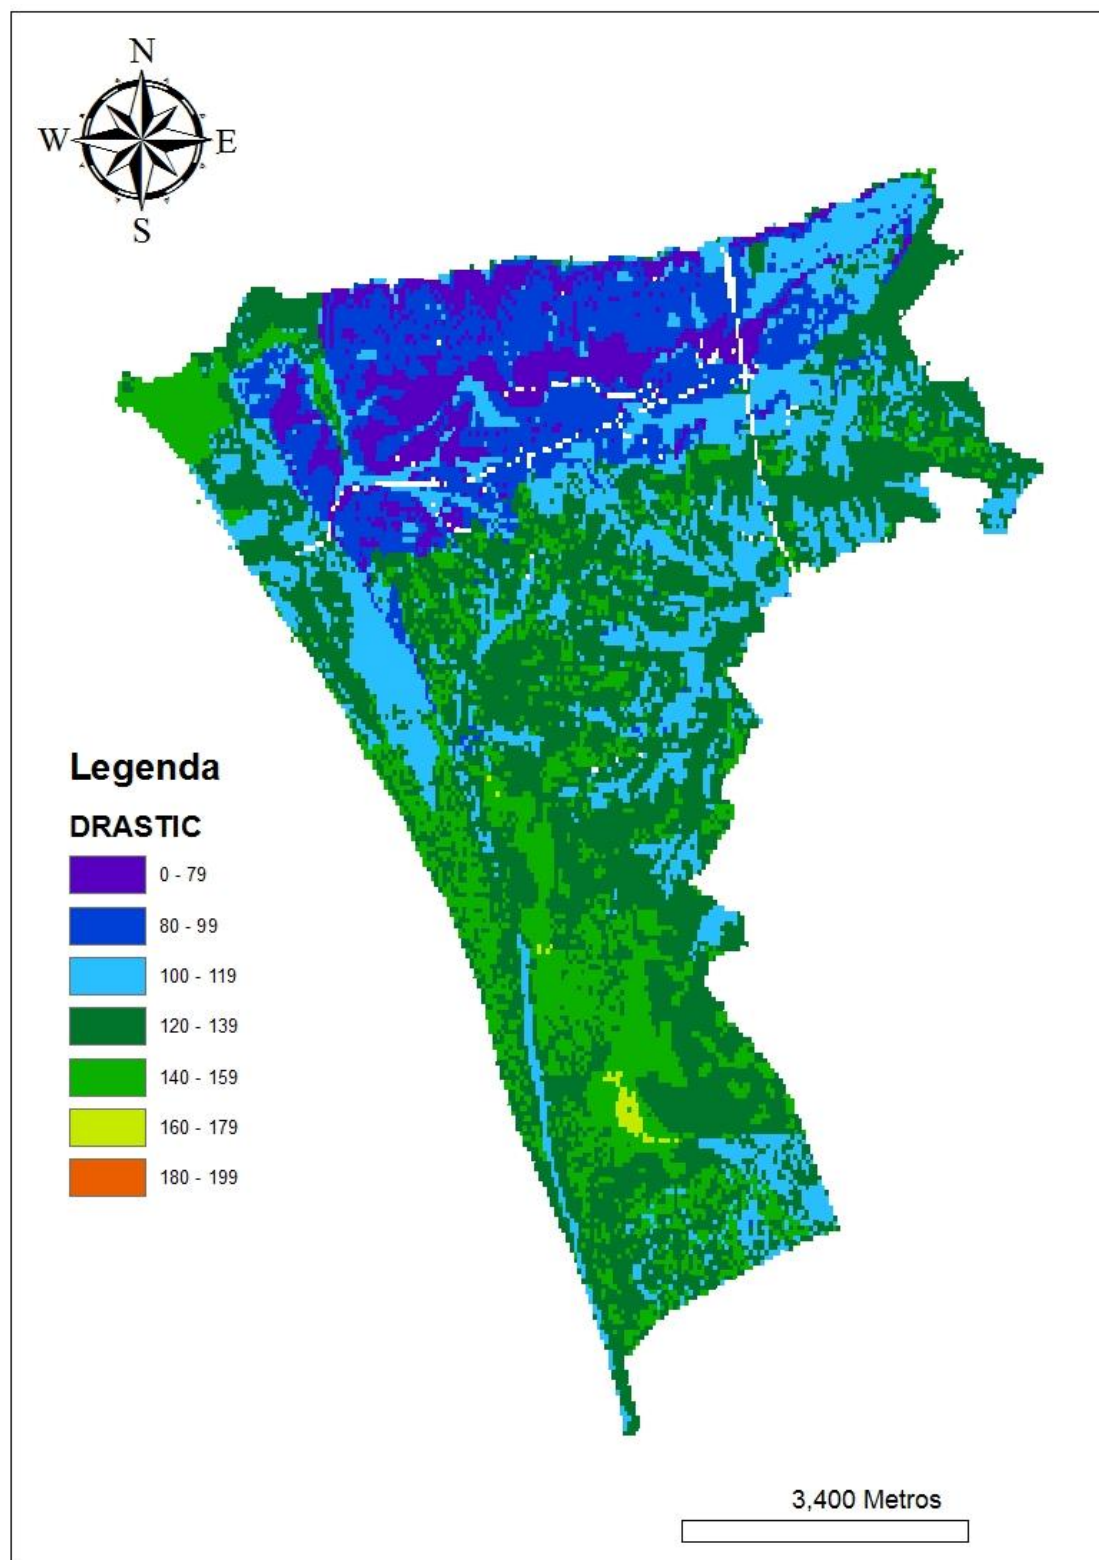 N
W E
S
Legenda
DRASTIC
0 - 79
80 - 99
100 - 119
120 - 139
140 - 159
160 - 179
180 - 199
3,400 Metros